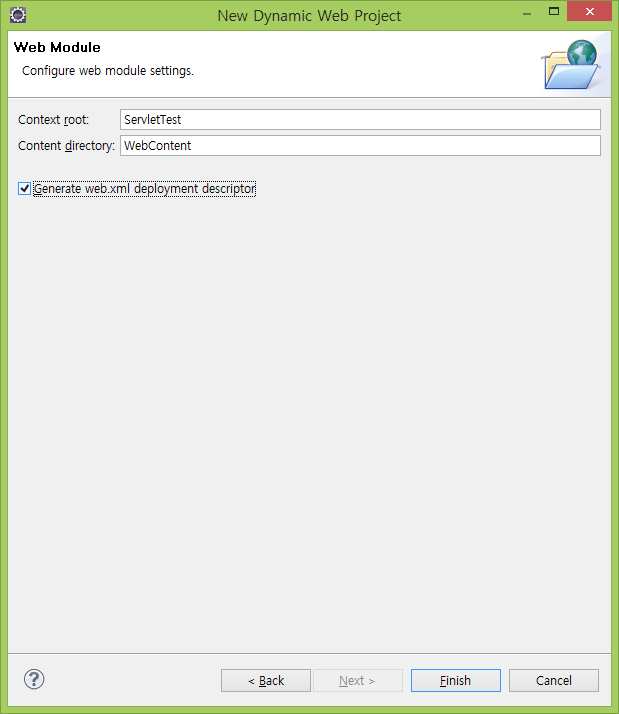 New Dynamic Web Project
Web Module
Configure web module settings.
Context root: ServletTest
Content directory: WebContent
Generate web.xml deployment descriptor
? < Back Next > Finish Cancel